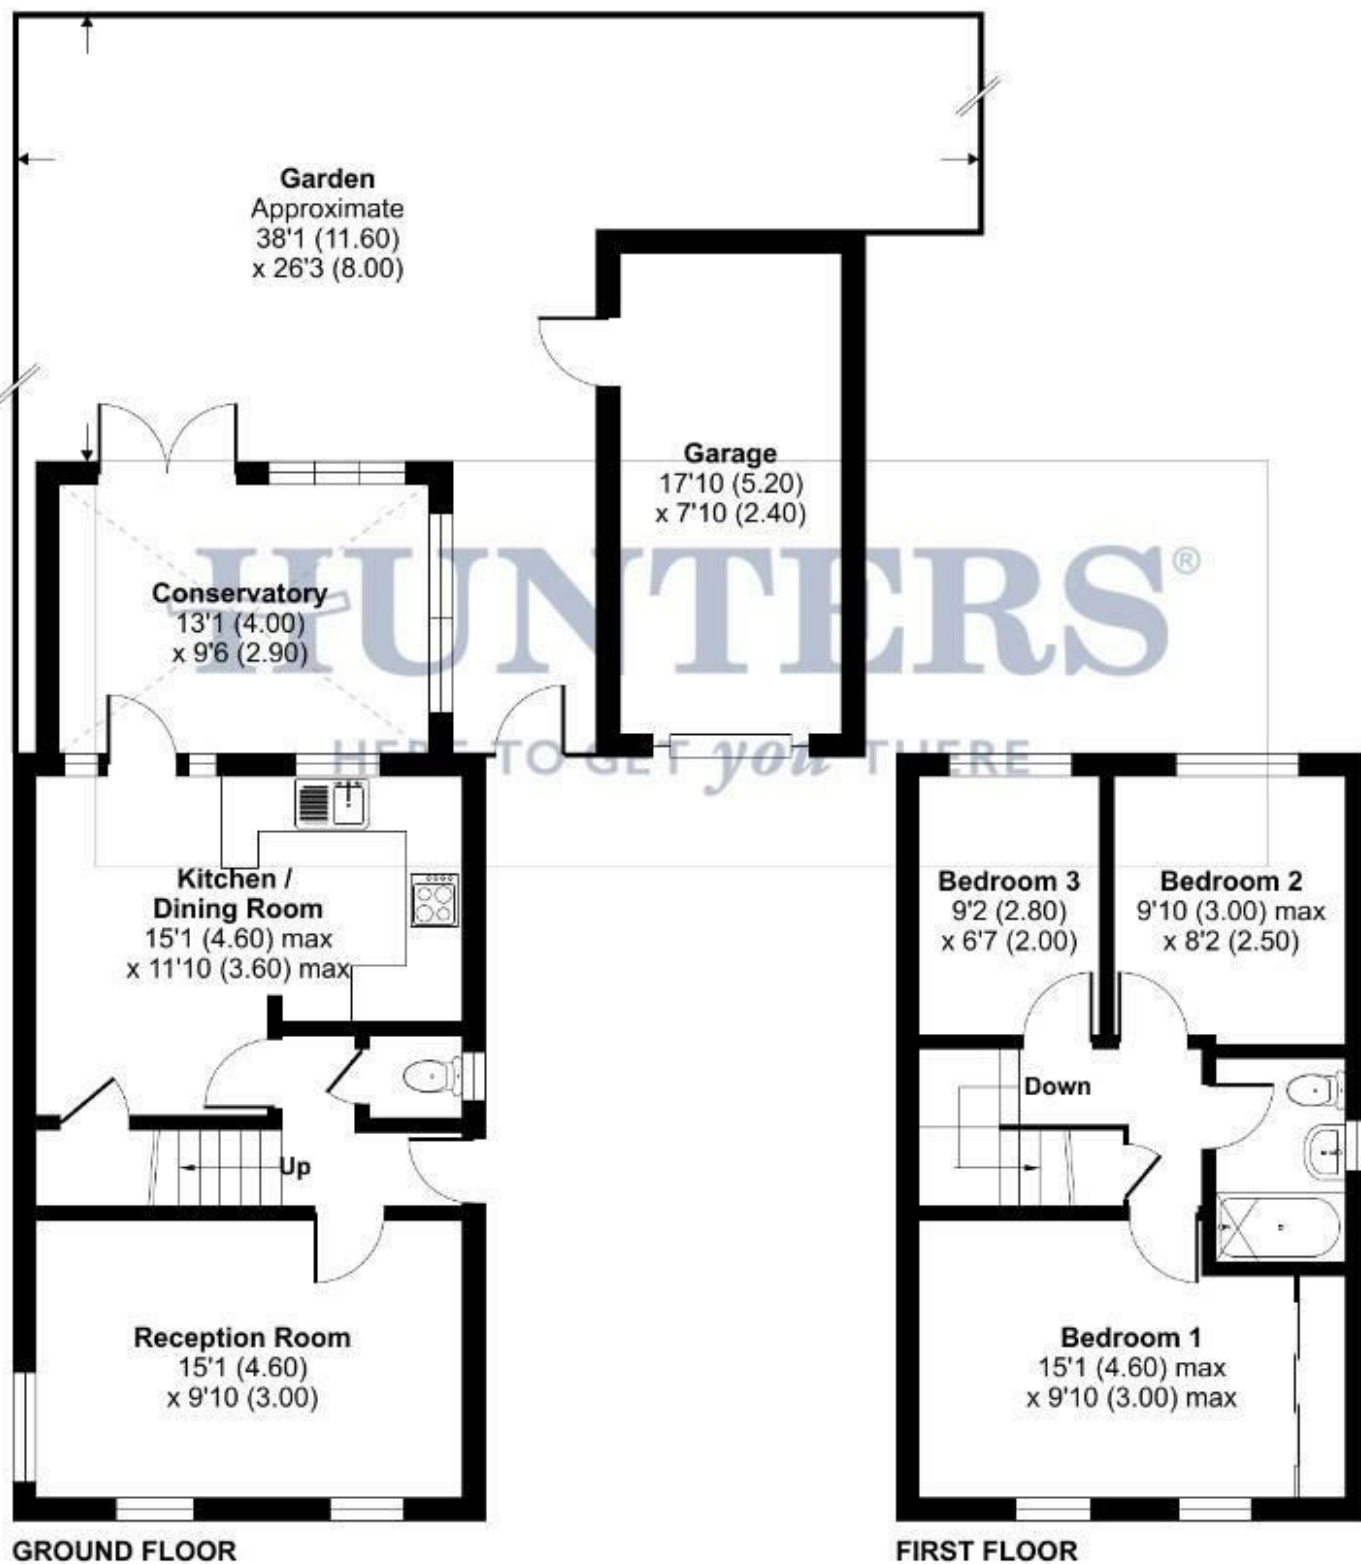 Garden
Approximate
38'1 (11.60)
x 26'3 (8.00)
Garage
17'10 (5.20)
x 7'10 (2.40)
HUNTERS®
HERE TO GET you THERE
Conservatory
13'1 (4.00)
x 9'6 (2.90)
Kitchen /
Dining Room
15'1 (4.60) max
x 11'10 (3.60) max
Bedroom 3
9'2 (2.80)
x 6'7 (2.00)
Bedroom 2
9'10 (3.00) max
x 8'2 (2.50)
Down
Up
Reception Room
15'1 (4.60)
x 9'10 (3.00)
Bedroom 1
15'1 (4.60) max
x 9'10 (3.00) max
GROUND FLOOR
FIRST FLOOR